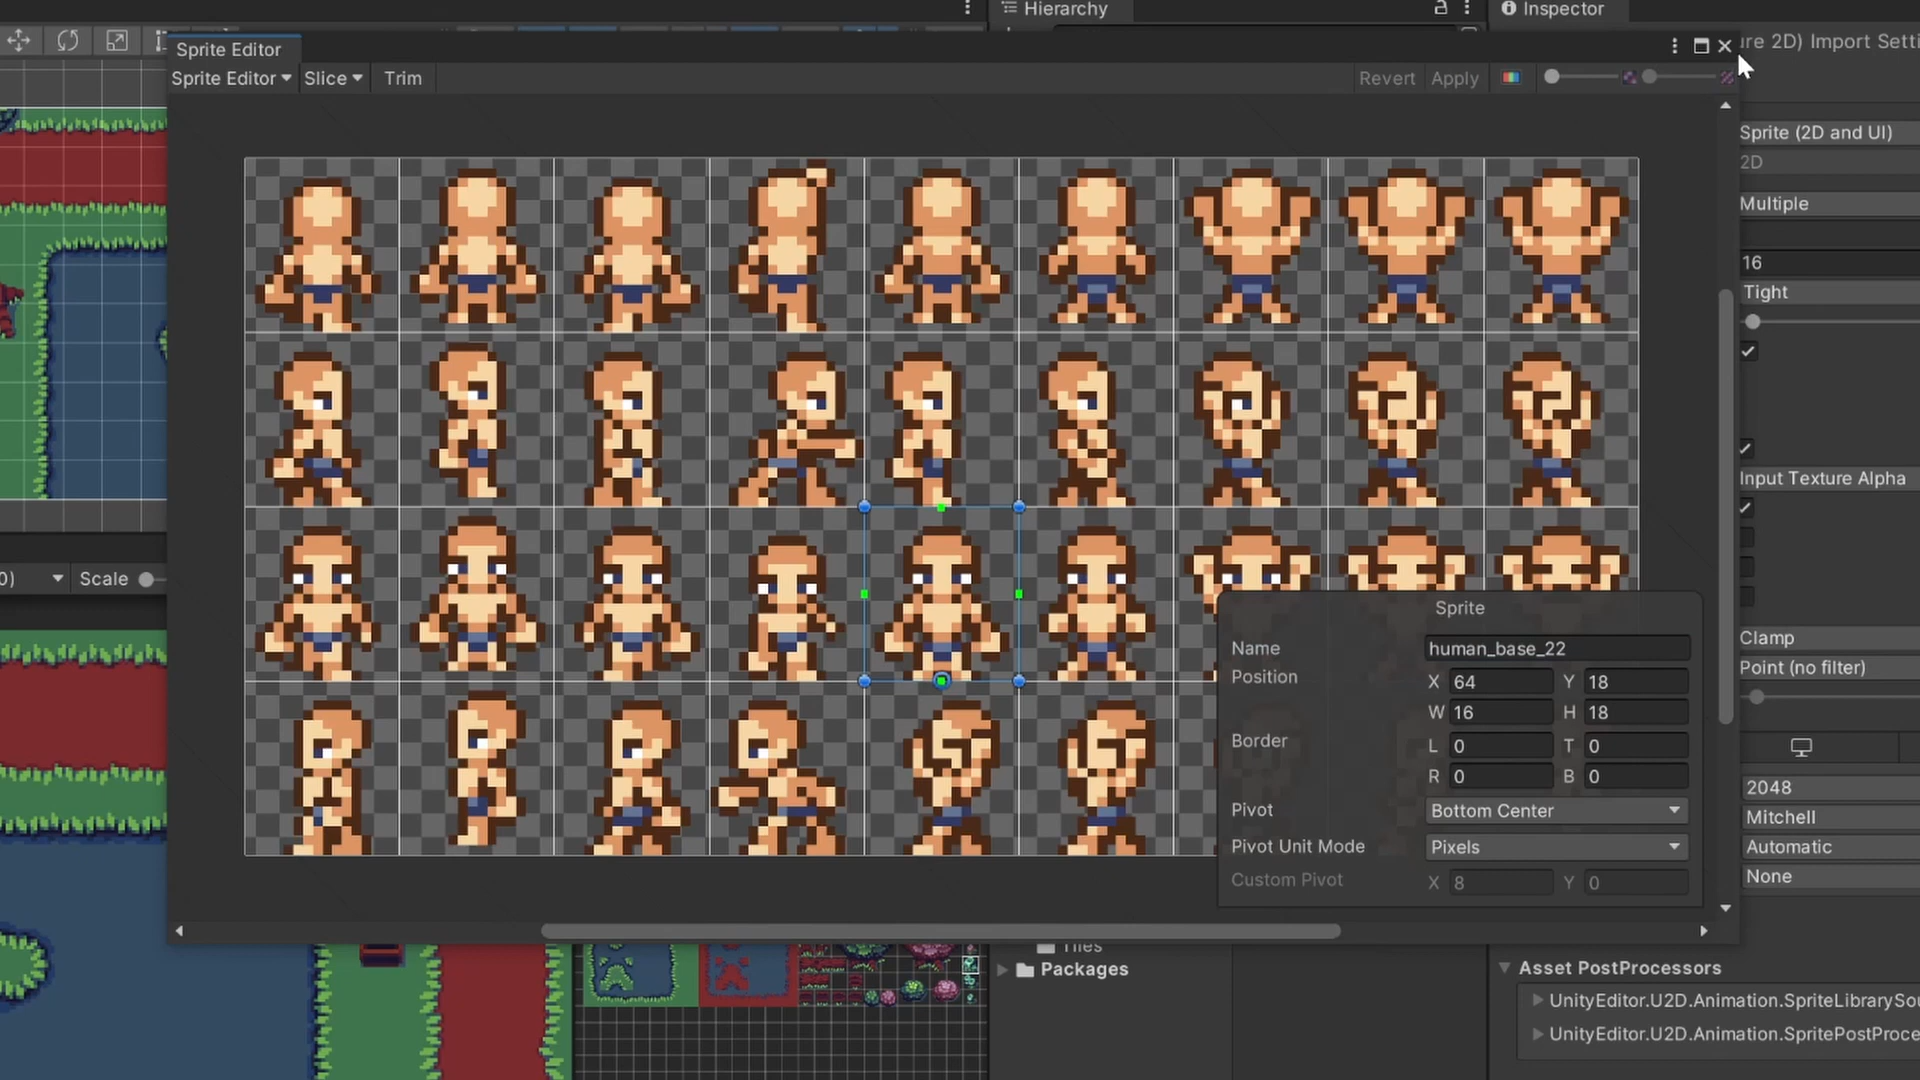 Hierarchy
Inspector
Sprite Editor
ure 2D) Import Setti
Sprite Editor
Slice
Trim
Revert
Apply
Sprite (2D and UI)
2D
Multiple
16
Tight
Input Texture Alpha
0)
Scale
Sprite
Name
human_base_22
Clamp
Position
X 64
Y 18
Point (no filter)
W 16
H 18
Border
L 0
T 0
R 0
B 0
2048
Pivot
Bottom Center
Mitchell
Pivot Unit Mode
Pixels
Automatic
Custom Pivot
X 8
Y 0
None
Tiles
Packages
Asset PostProcessors
UnityEditor.U2D.Animation.SpriteLibrarySou
UnityEditor.U2D.Animation.SpritePostProce